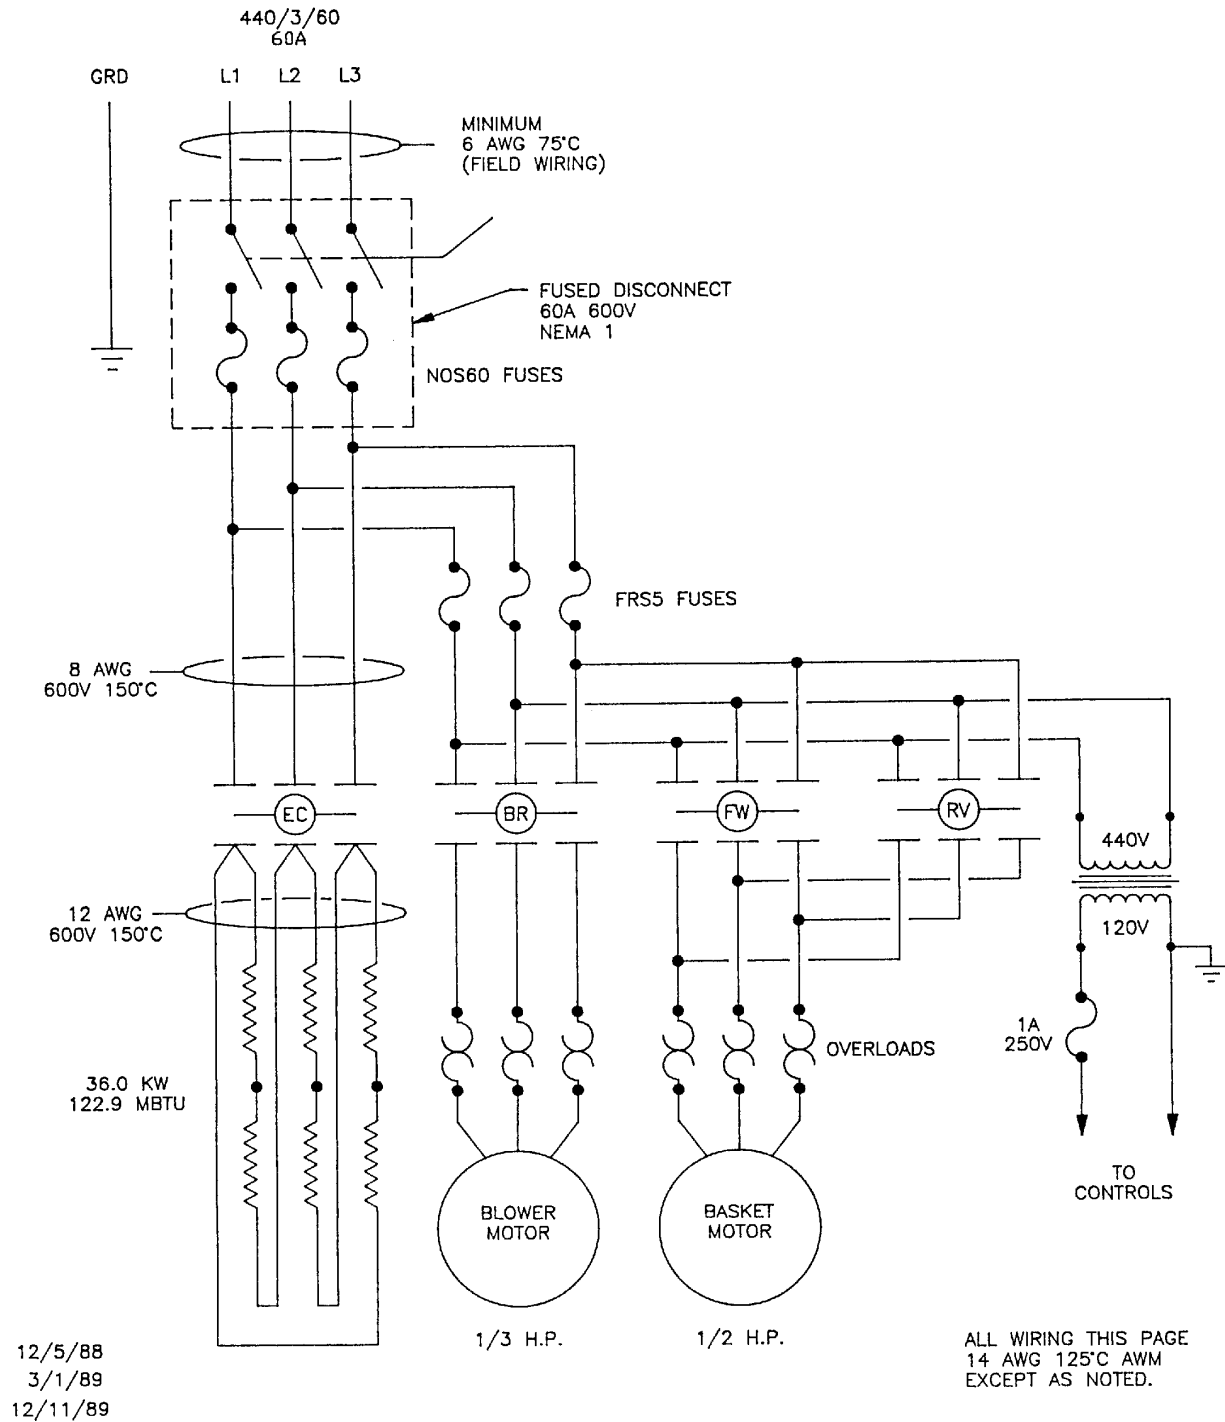 440/3/60
60A
GRD
L1
L2
L3
MINIMUM
6 AWG 75°C
(FIELD WIRING)
FUSED DISCONNECT
60A 600V
NEMA 1
NOS60 FUSES
FRS5 FUSES
8 AWG
600V 150°C
EC
BR
FW
RV
440V
120V
12 AWG
600V 150°C
1A
250V
OVERLOADS
36.0 KW
122.9 MBTU
TO
CONTROLS
BLOWER
MOTOR
BASKET
MOTOR
1/3 H.P.
1/2 H.P.
ALL WIRING THIS PAGE
14 AWG 125°C AWM
EXCEPT AS NOTED.
12/5/88
3/1/89
12/11/89